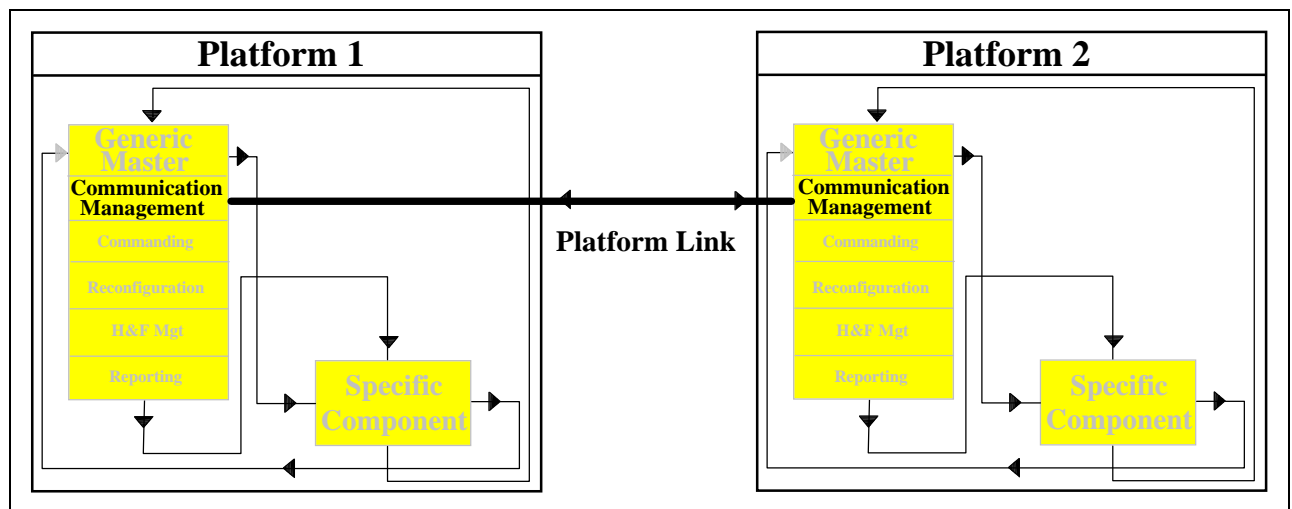 Platform 1
Generic
Master
Communication
Management
Commanding
Reconfiguration
H&F Mgt
Reporting
Specific
Component
Platform Link
Platform 2
Generic
Master
Communication
Management
Commanding
Reconfiguration
H&F Mgt
Reporting
Specific
Component